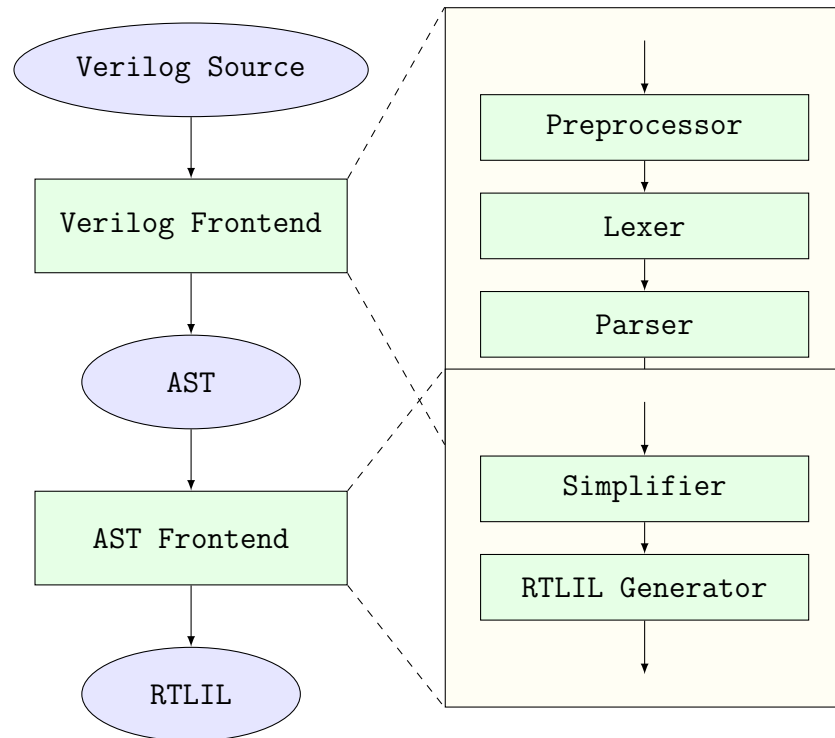 Verilog Source
Verilog Frontend
AST
AST Frontend
RTLIL
Preprocessor
Lexer
Parser
Simplifier
RTLIL Generator